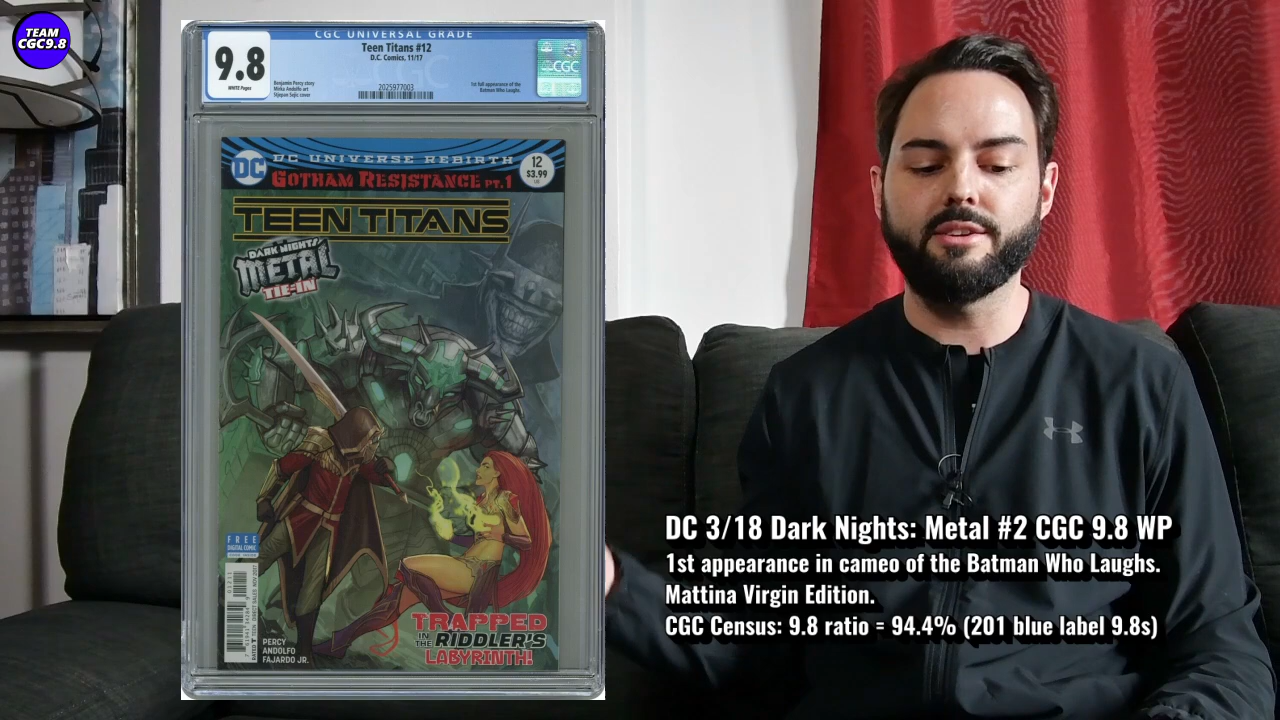 TEAM
CGC9.8
CGC UNIVERSAL GRADE
9.8
WHITE Pages
Teen Titans #12
D.C. Comics, 11/17
Benjamin Percy story
Mirka Andolfo art
Stjepan Sejic cover
2025977003
1st full appearance of the
Batman Who Laughs.
CGC
DC
DC UNIVERSE REBIRTH
GOTHAM RESISTANCE PT.1
12
$3.99
US
TEEN TITANS
DARK NIGHTS
METAL
TIE-IN
FREE
DIGITAL COMIC
PERCY
ANDOLFO
FAJARDO JR.
TRAPPED
IN THE RIDDLER'S
LABYRINTH!
DC 3/18 Dark Nights: Metal #2 CGC 9.8 WP
1st appearance in cameo of the Batman Who Laughs.
Mattina Virgin Edition.
CGC Census: 9.8 ratio = 94.4% (201 blue label 9.8s)